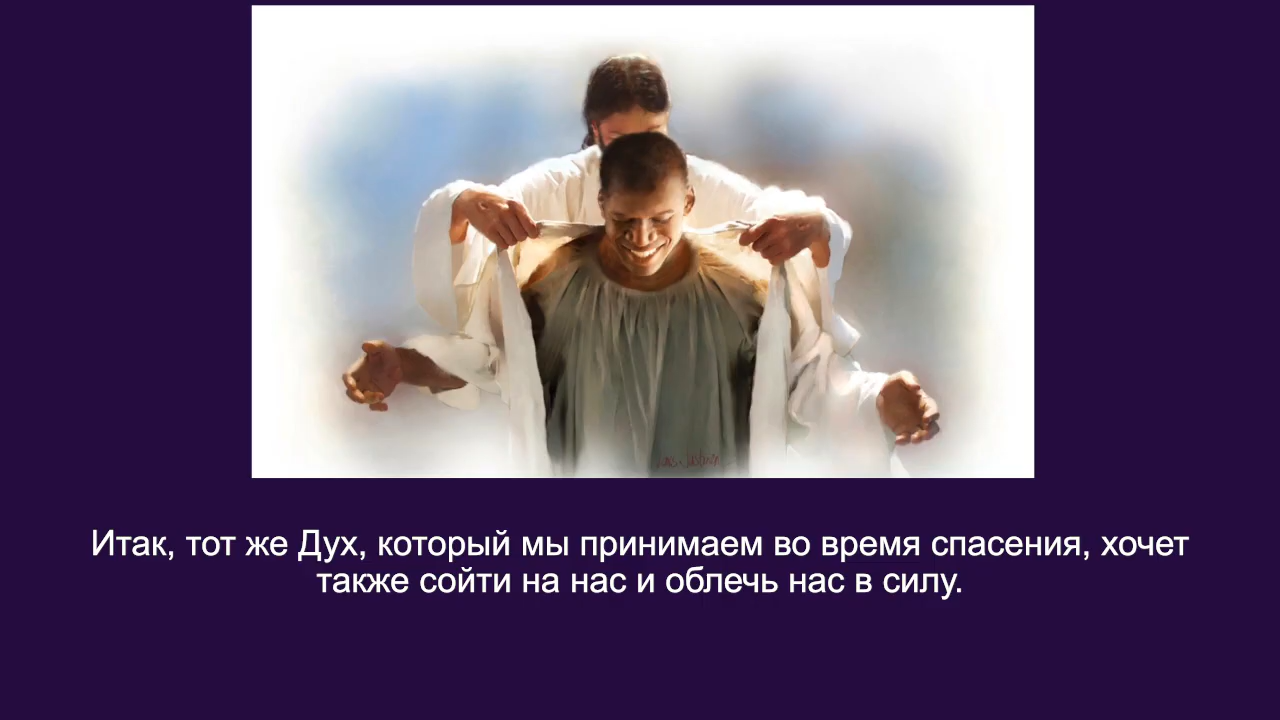 Итак, тот же Дух, который мы принимаем во время спасения, хочет
также сойти на нас и облечь нас в силу.